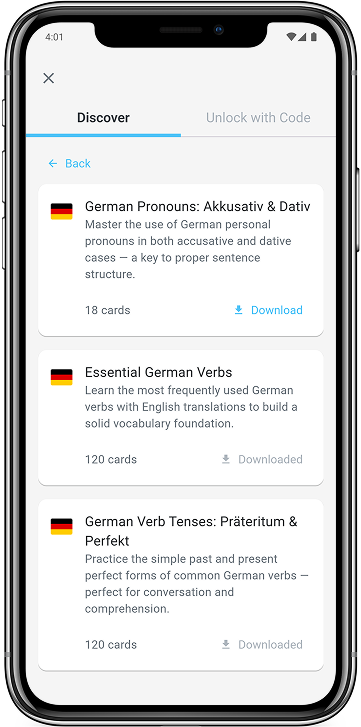 4:01
Discover
Unlock with Code
Back
German Pronouns: Akkusativ & Dativ
Master the use of German personal
pronouns in both accusative and dative
cases — a key to proper sentence
structure.
18 cards
Download
Essential German Verbs
Learn the most frequently used German
verbs with English translations to build a
solid vocabulary foundation.
120 cards
Downloaded
German Verb Tenses: Präteritum &
Perfekt
Practice the simple past and present
perfect forms of common German verbs —
perfect for conversation and
comprehension.
120 cards
Downloaded